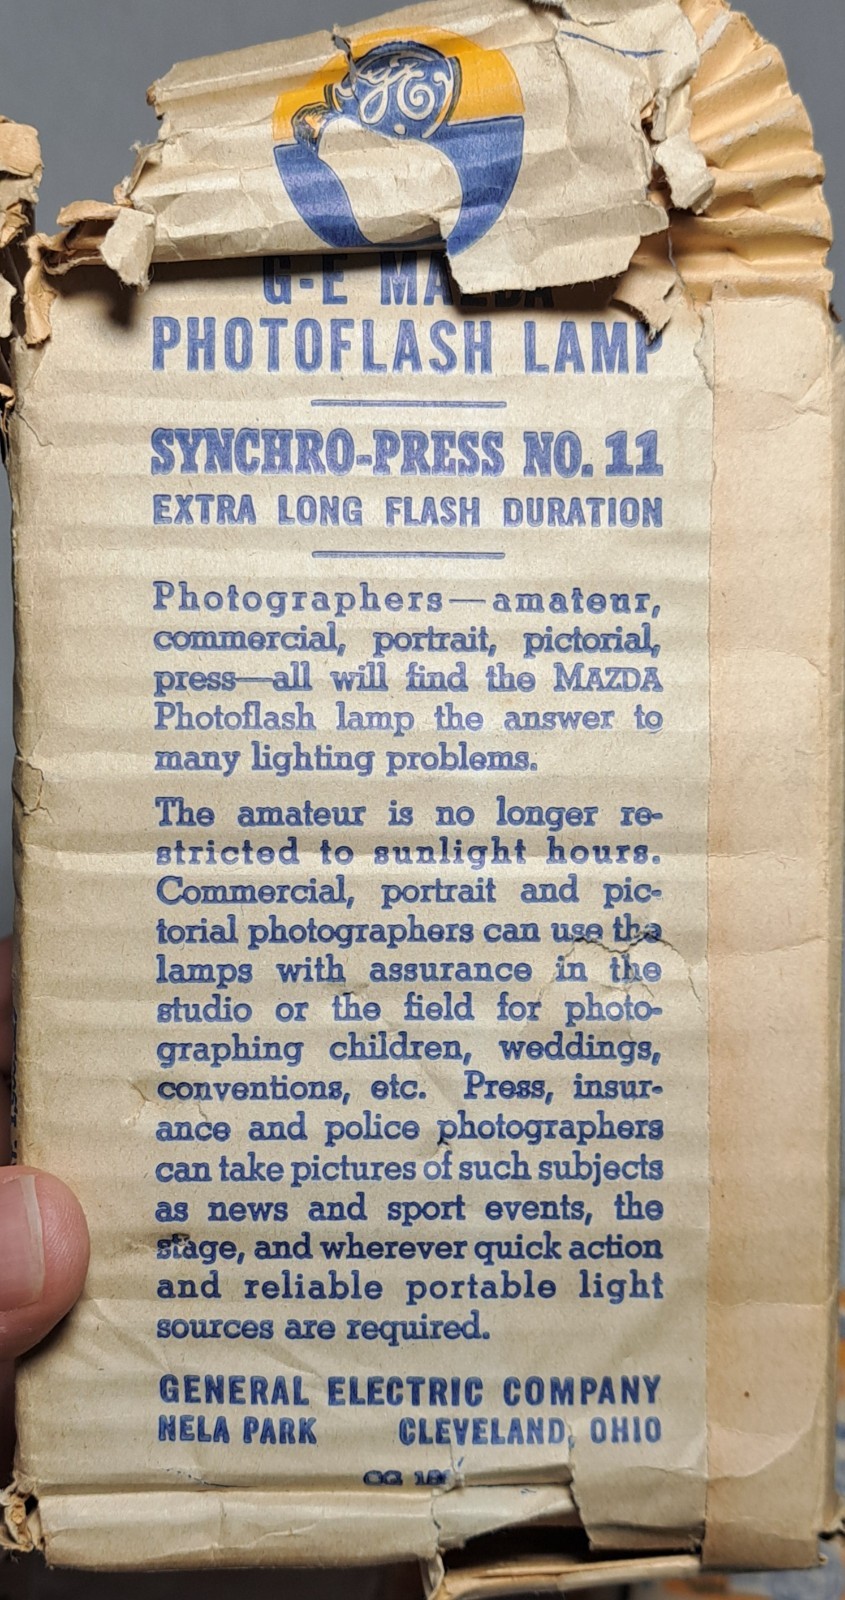 GE
G-E MAZDA
PHOTOFLASH LAMP
SYNCHRO-PRESS NO. 11
EXTRA LONG FLASH DURATION
Photographers—amateur,
commercial, portrait, pictorial,
press—all will find the MAZDA
Photoflash lamp the answer to
many lighting problems.
The amateur is no longer re-
stricted to sunlight hours.
Commercial, portrait and pic-
torial photographers can use the
lamps with assurance in the
studio or the field for photo-
graphing children, weddings,
conventions, etc. Press, insur-
ance and police photographers
can take pictures of such subjects
as news and sport events, the
stage, and wherever quick action
and reliable portable light
sources are required.
GENERAL ELECTRIC COMPANY
NELA PARK CLEVELAND, OHIO